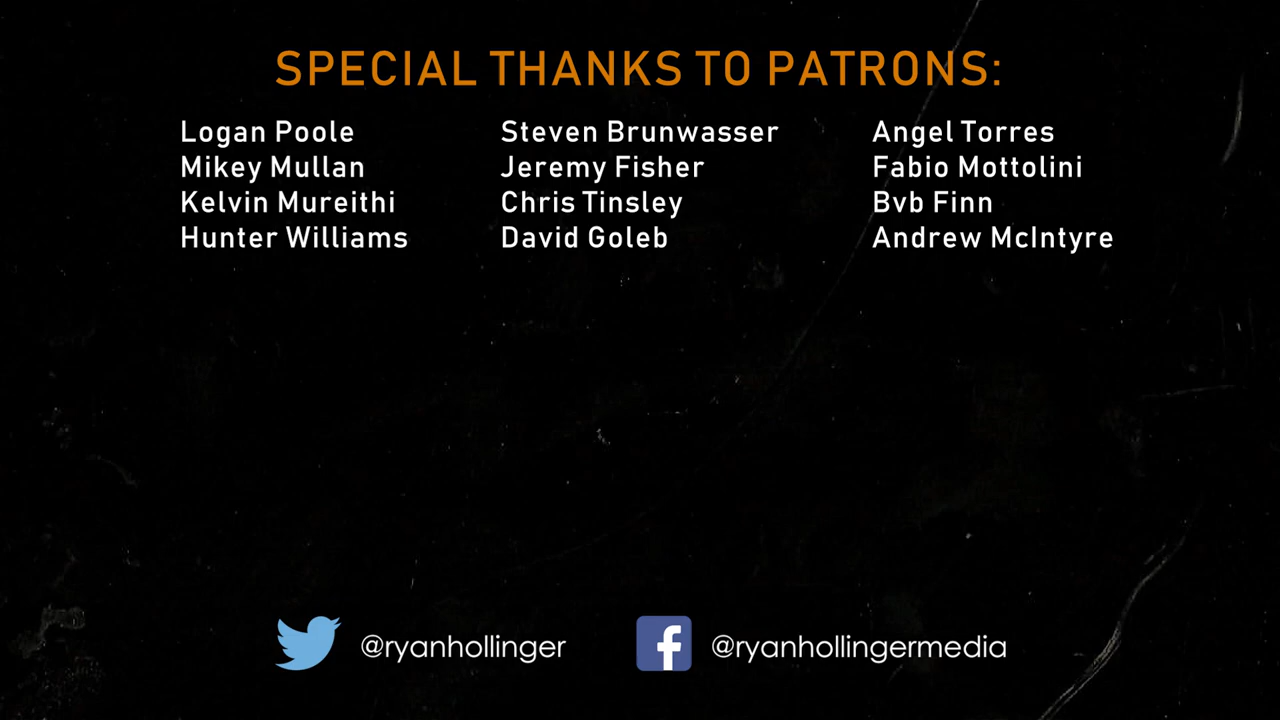 SPECIAL THANKS TO PATRONS:
Logan Poole
Mikey Mullan
Kelvin Mureithi
Hunter Williams
Steven Brunwasser
Jeremy Fisher
Chris Tinsley
David Goleb
Angel Torres
Fabio Mottolini
Bvb Finn
Andrew McIntyre
@ryanhollinger
@ryanhollingermedia